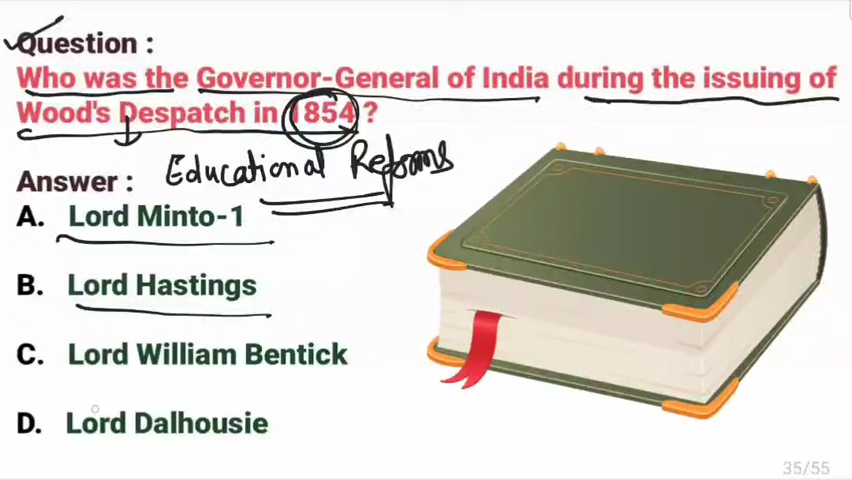 Question :
Who was the Governor-General of India during the issuing of
Wood's Despatch in 1854 ?
Educational Reforms
Answer :
A. Lord Minto-1
B. Lord Hastings
C. Lord William Bentick
D. Lord Dalhousie
35/55